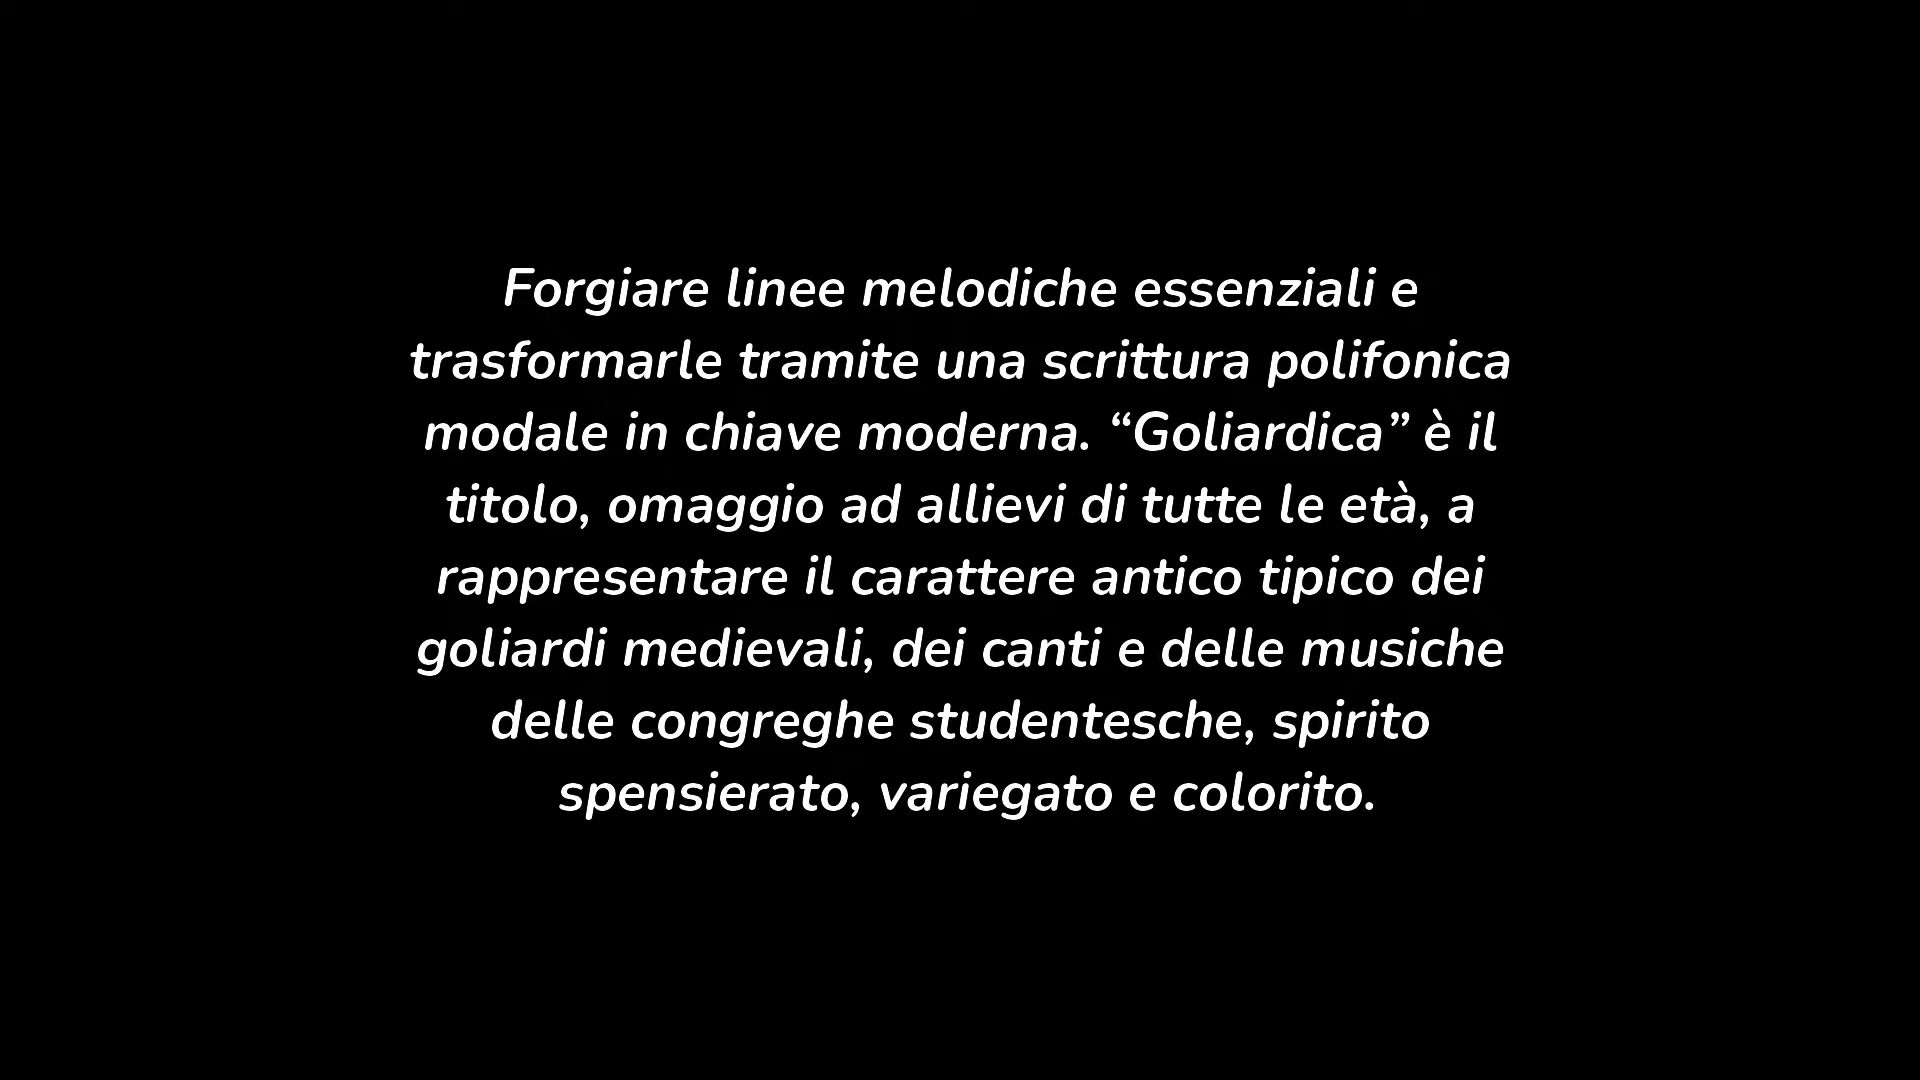 Forgiare linee melodiche essenziali e
trasformarle tramite una scrittura polifonica
modale in chiave moderna. “Goliardica” è il
titolo, omaggio ad allievi di tutte le età, a
rappresentare il carattere antico tipico dei
goliardi medievali, dei canti e delle musiche
delle congreghe studentesche, spirito
spensierato, variegato e colorito.